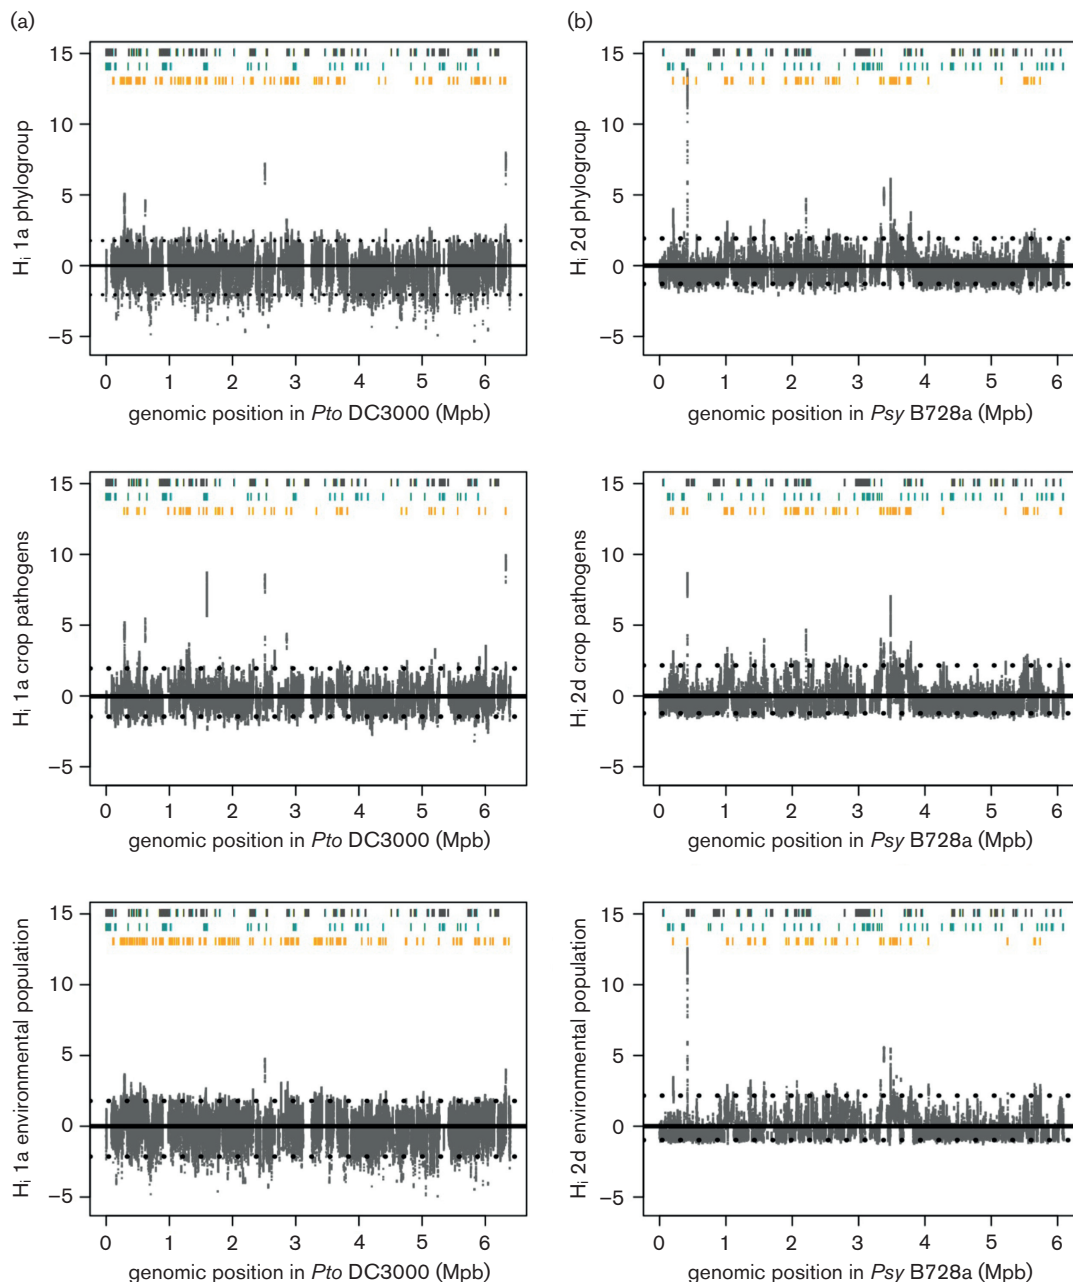 (a)
15
10
5
0
−5
Hi 1a phylogroup
0 1 2 3 4 5 6
genomic position in Pto DC3000 (Mpb)
(b)
15
10
5
0
−5
Hi 2d phylogroup
0 1 2 3 4 5 6
genomic position in Psy B728a (Mpb)
15
10
5
0
−5
Hi 1a crop pathogens
0 1 2 3 4 5 6
genomic position in Pto DC3000 (Mpb)
15
10
5
0
−5
Hi 2d crop pathogens
0 1 2 3 4 5 6
genomic position in Psy B728a (Mpb)
15
10
5
0
−5
Hi 1a environmental population
0 1 2 3 4 5 6
genomic position in Pto DC3000 (Mpb)
15
10
5
0
−5
Hi 2d environmental population
0 1 2 3 4 5 6
genomic position in Psy B728a (Mpb)